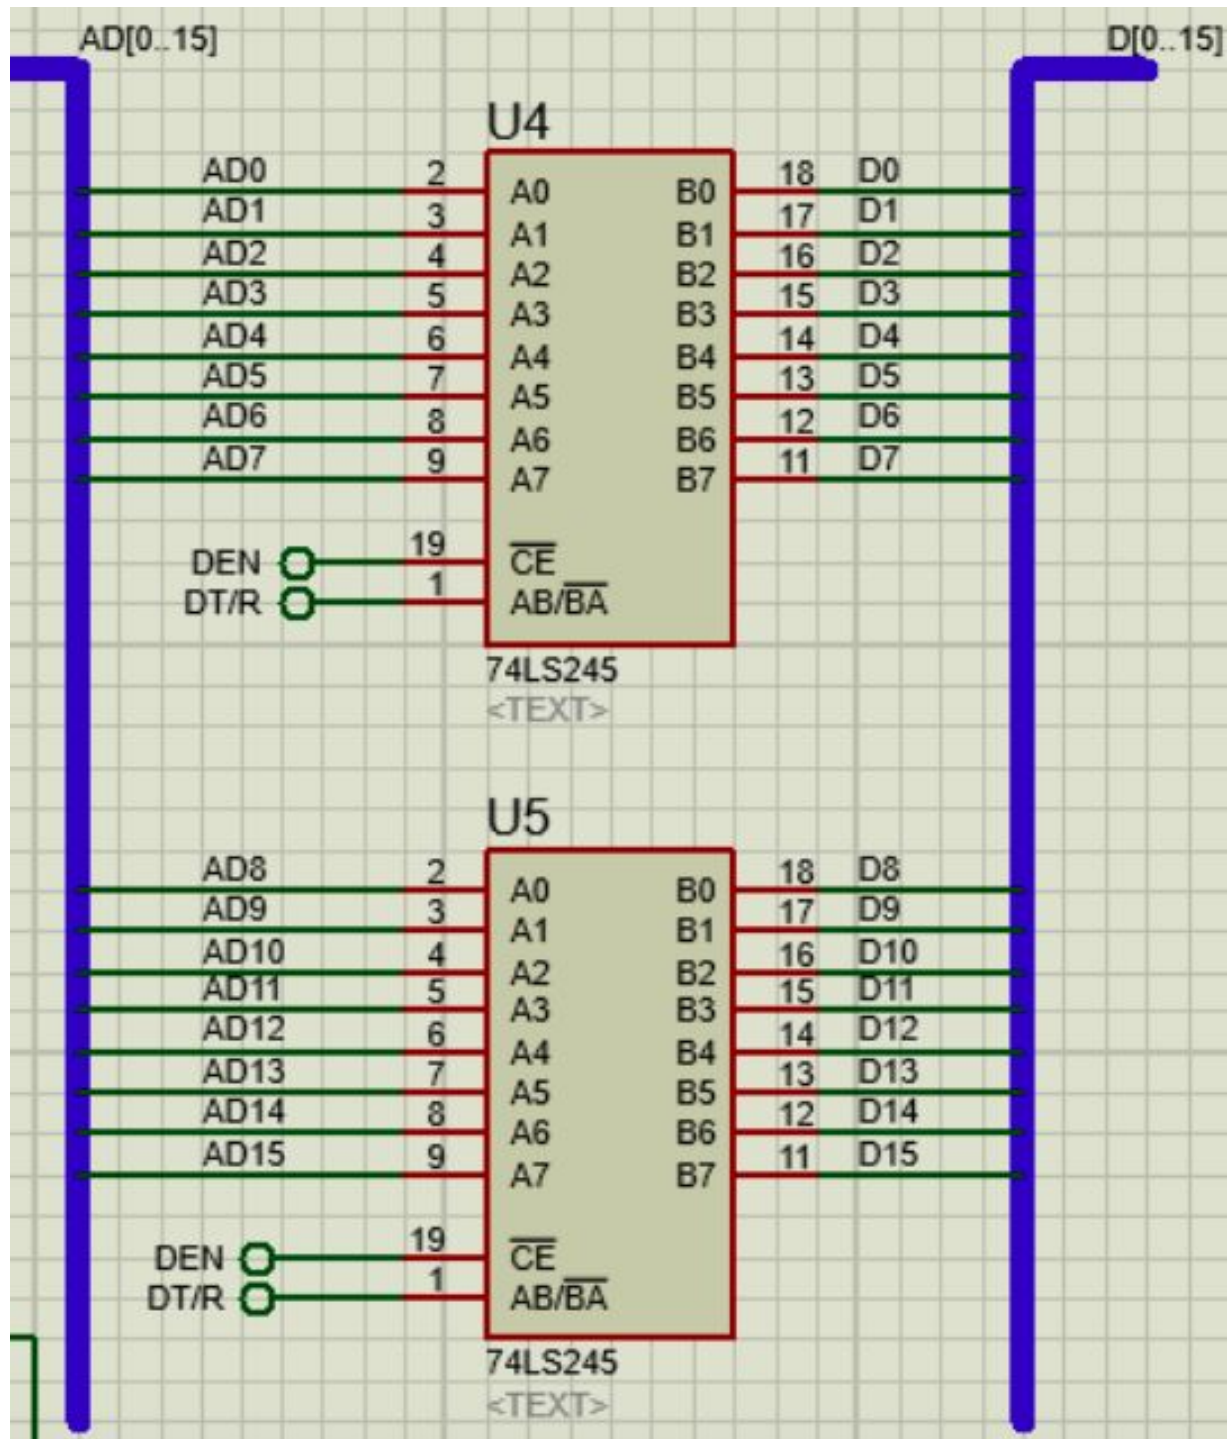 AD[0..15] D[0..15]
U4
AD0 2 A0 B0 18 D0
AD1 3 A1 B1 17 D1
AD2 4 A2 B2 16 D2
AD3 5 A3 B3 15 D3
AD4 6 A4 B4 14 D4
AD5 7 A5 B5 13 D5
AD6 8 A6 B6 12 D6
AD7 9 A7 B7 11 D7
DEN 19 C̅E̅
DT/R 1 AB/B̅A̅
74LS245
<TEXT>
U5
AD8 2 A0 B0 18 D8
AD9 3 A1 B1 17 D9
AD10 4 A2 B2 16 D10
AD11 5 A3 B3 15 D11
AD12 6 A4 B4 14 D12
AD13 7 A5 B5 13 D13
AD14 8 A6 B6 12 D14
AD15 9 A7 B7 11 D15
DEN 19 C̅E̅
DT/R 1 AB/B̅A̅
74LS245
<TEXT>